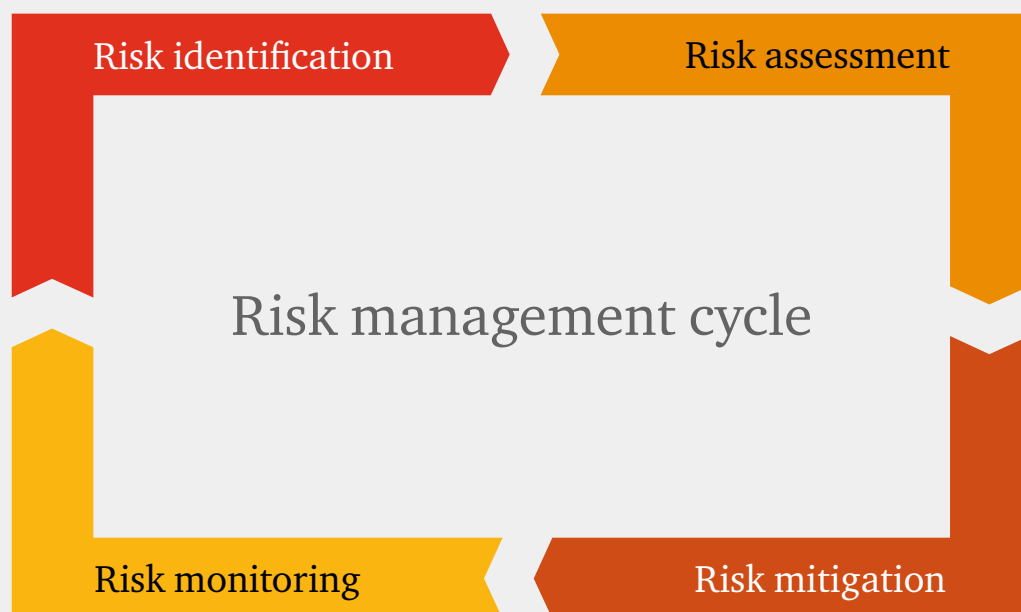 Risk identification
Risk assessment
Risk management cycle
Risk monitoring
Risk mitigation